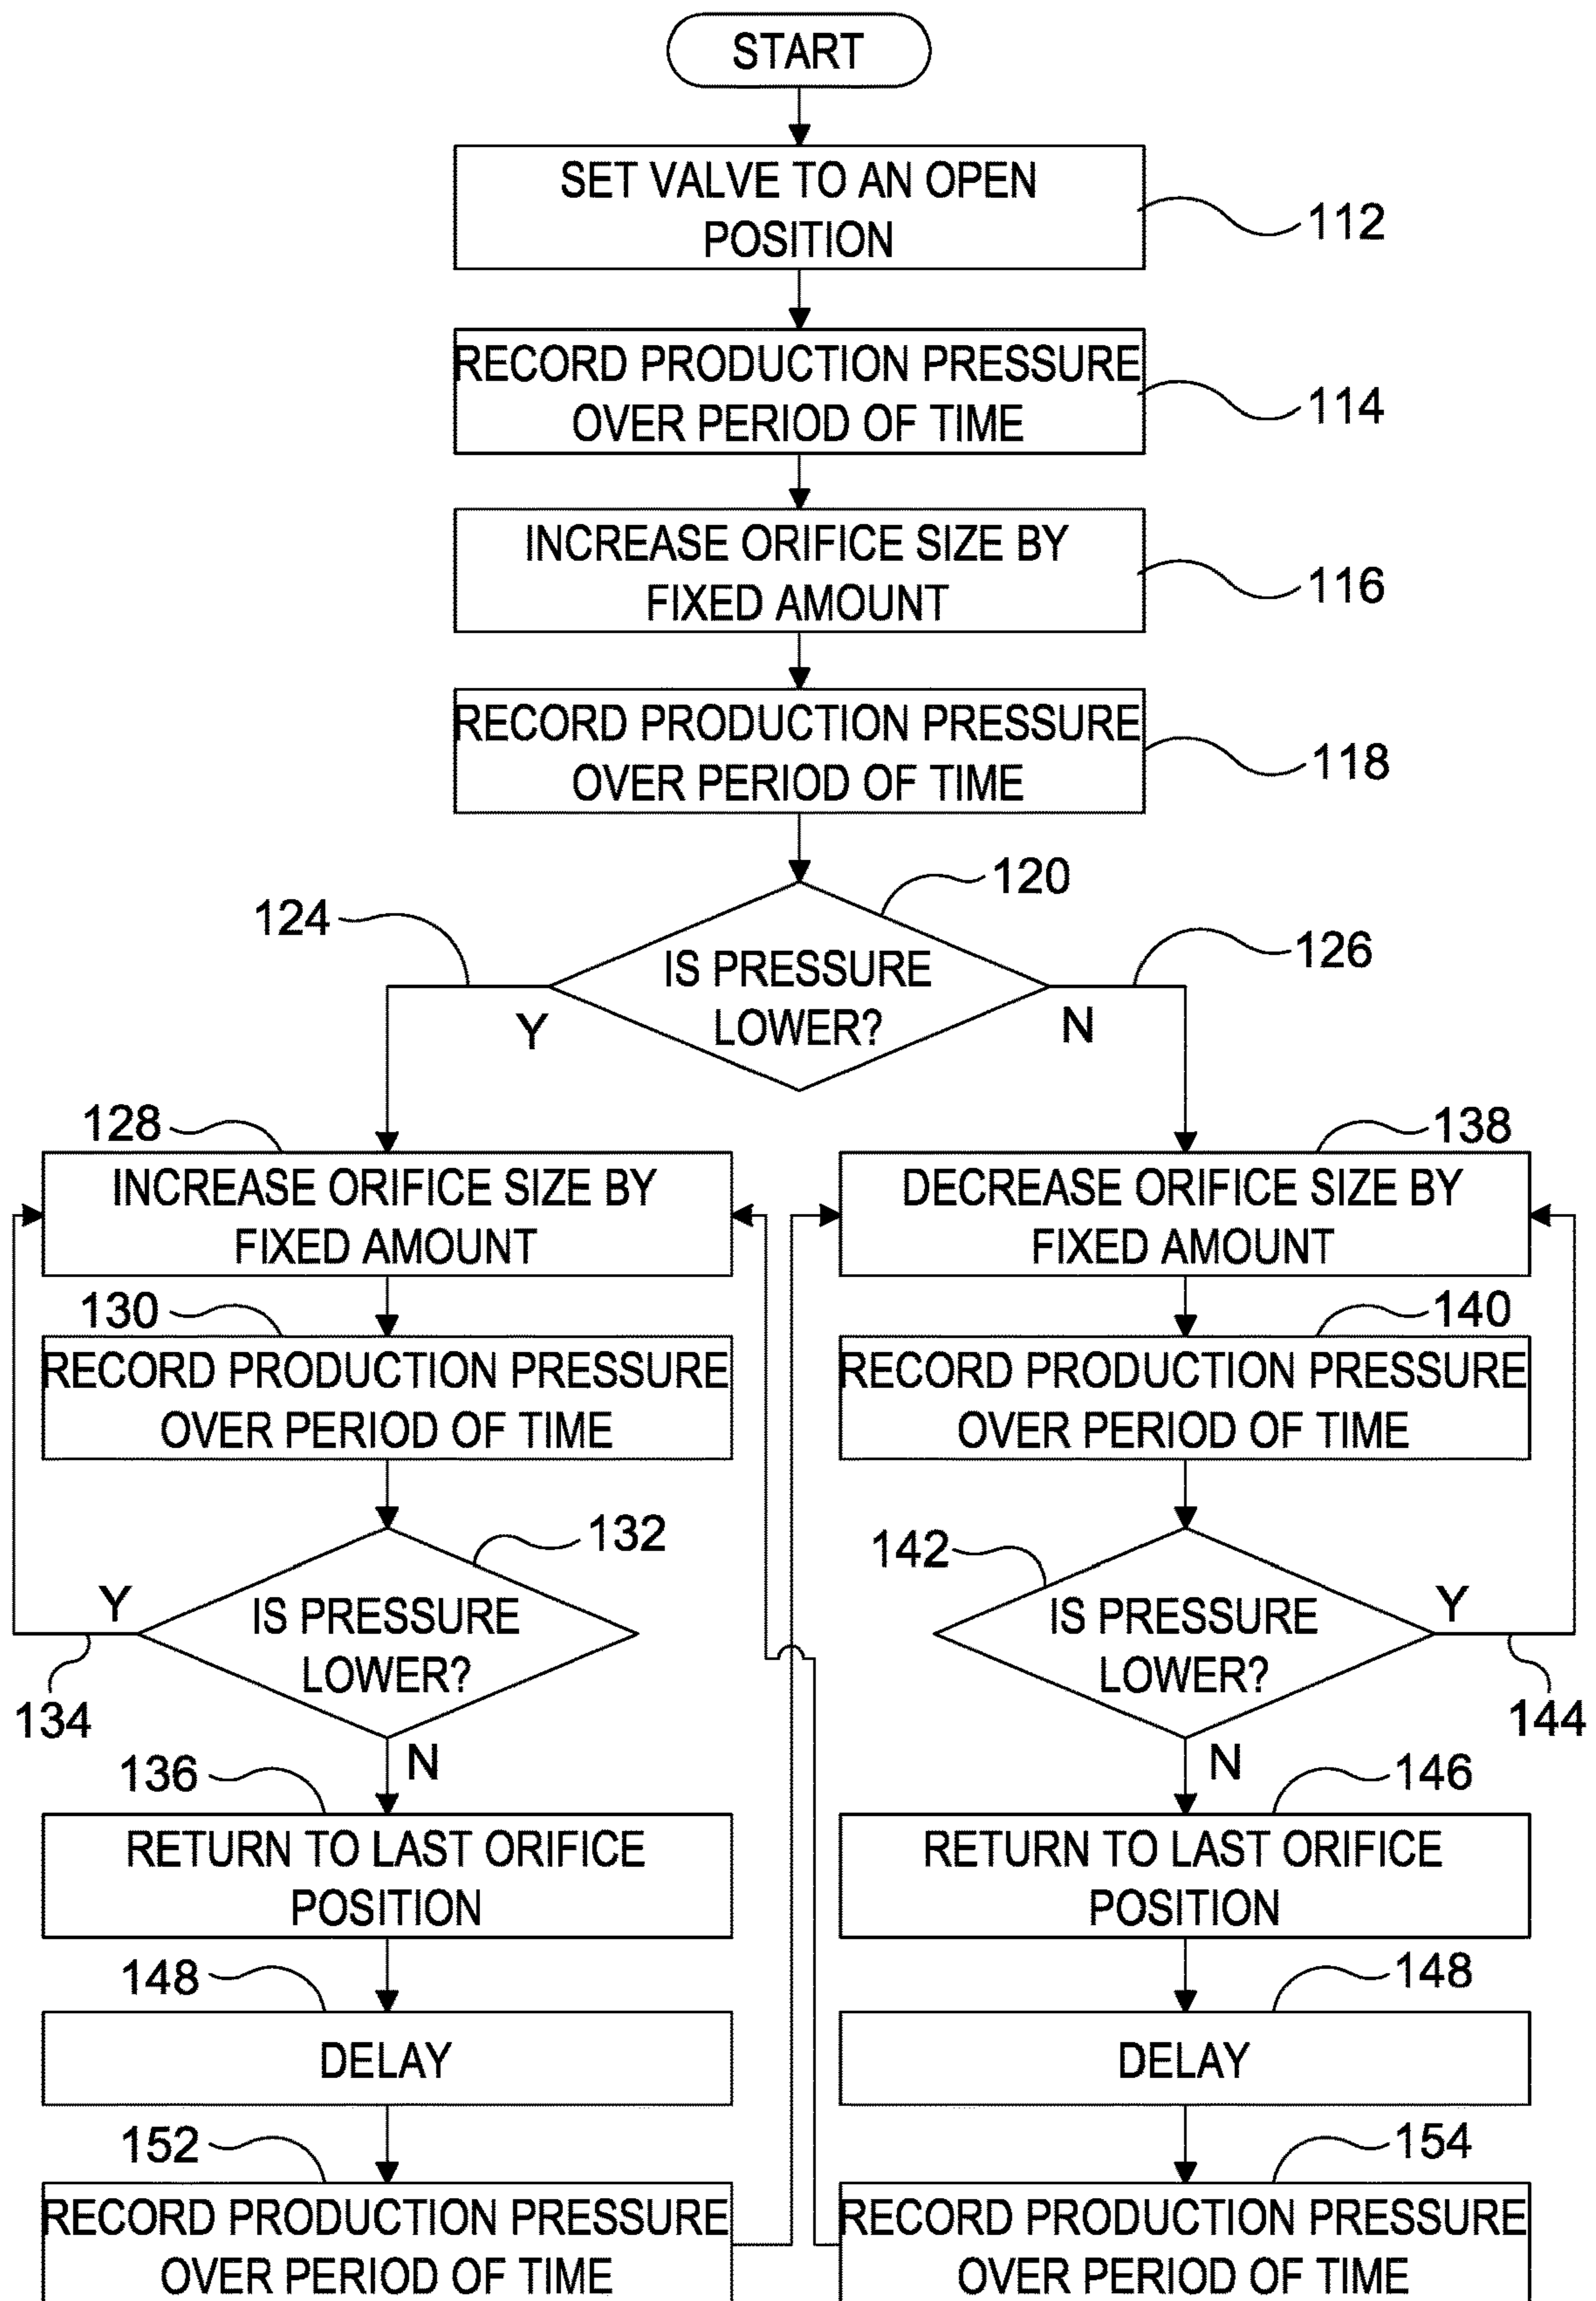 START
SET VALVE TO AN OPEN
POSITION
112
RECORD PRODUCTION PRESSURE
OVER PERIOD OF TIME
114
INCREASE ORIFICE SIZE BY
FIXED AMOUNT
116
RECORD PRODUCTION PRESSURE
OVER PERIOD OF TIME
118
120
124
126
IS PRESSURE
LOWER?
Y
N
128
INCREASE ORIFICE SIZE BY
FIXED AMOUNT
130
RECORD PRODUCTION PRESSURE
OVER PERIOD OF TIME
132
IS PRESSURE
LOWER?
Y
134
N
136
RETURN TO LAST ORIFICE
POSITION
148
DELAY
152
RECORD PRODUCTION PRESSURE
OVER PERIOD OF TIME
138
DECREASE ORIFICE SIZE BY
FIXED AMOUNT
140
RECORD PRODUCTION PRESSURE
OVER PERIOD OF TIME
142
IS PRESSURE
LOWER?
Y
144
N
146
RETURN TO LAST ORIFICE
POSITION
148
DELAY
154
RECORD PRODUCTION PRESSURE
OVER PERIOD OF TIME